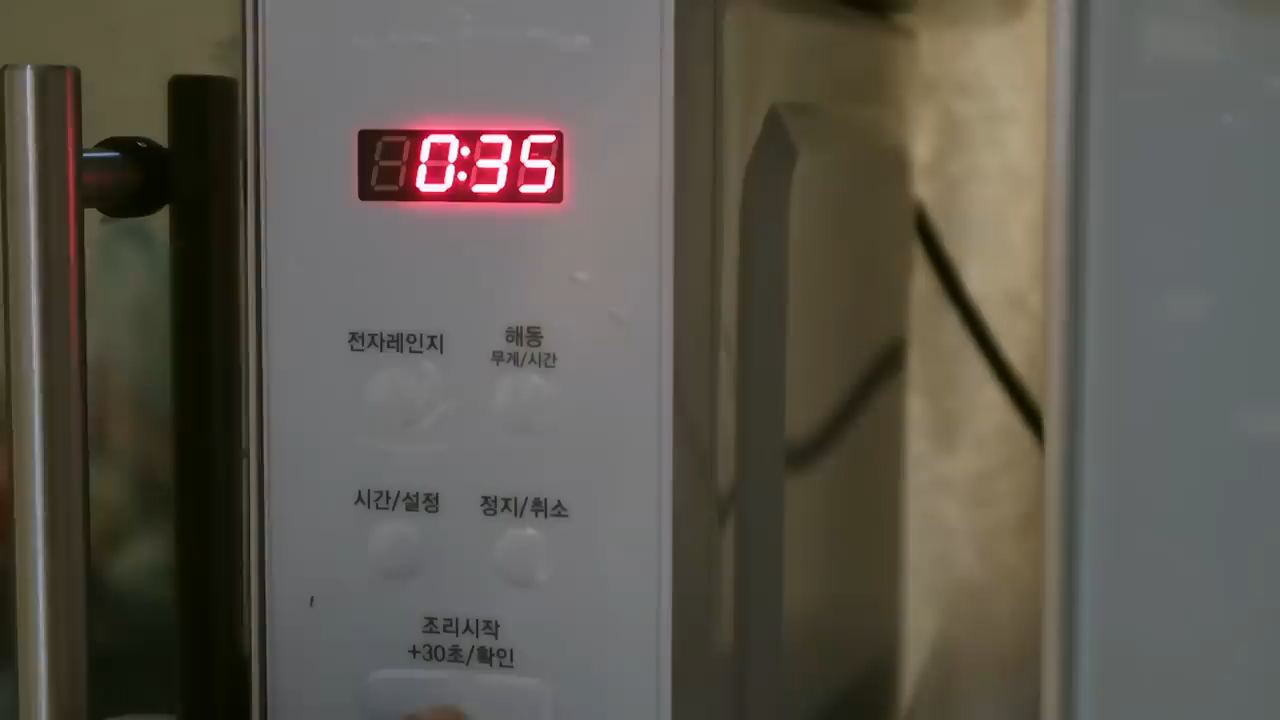 0:35
전자레인지
해동
무게/시간
시간/설정
정지/취소
조리시작
+30초/확인